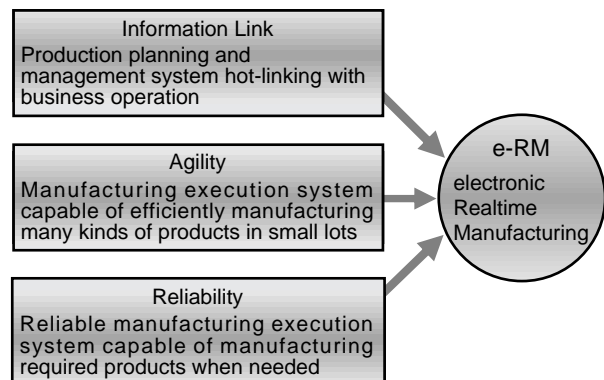 Information Link
Production planning and
management system hot-linking with
business operation
Agility
Manufacturing execution system
capable of efficiently manufacturing
many kinds of products in small lots
Reliability
Reliable manufacturing execution
system capable of manufacturing
required products when needed
e-RM
electronic
Realtime
Manufacturing